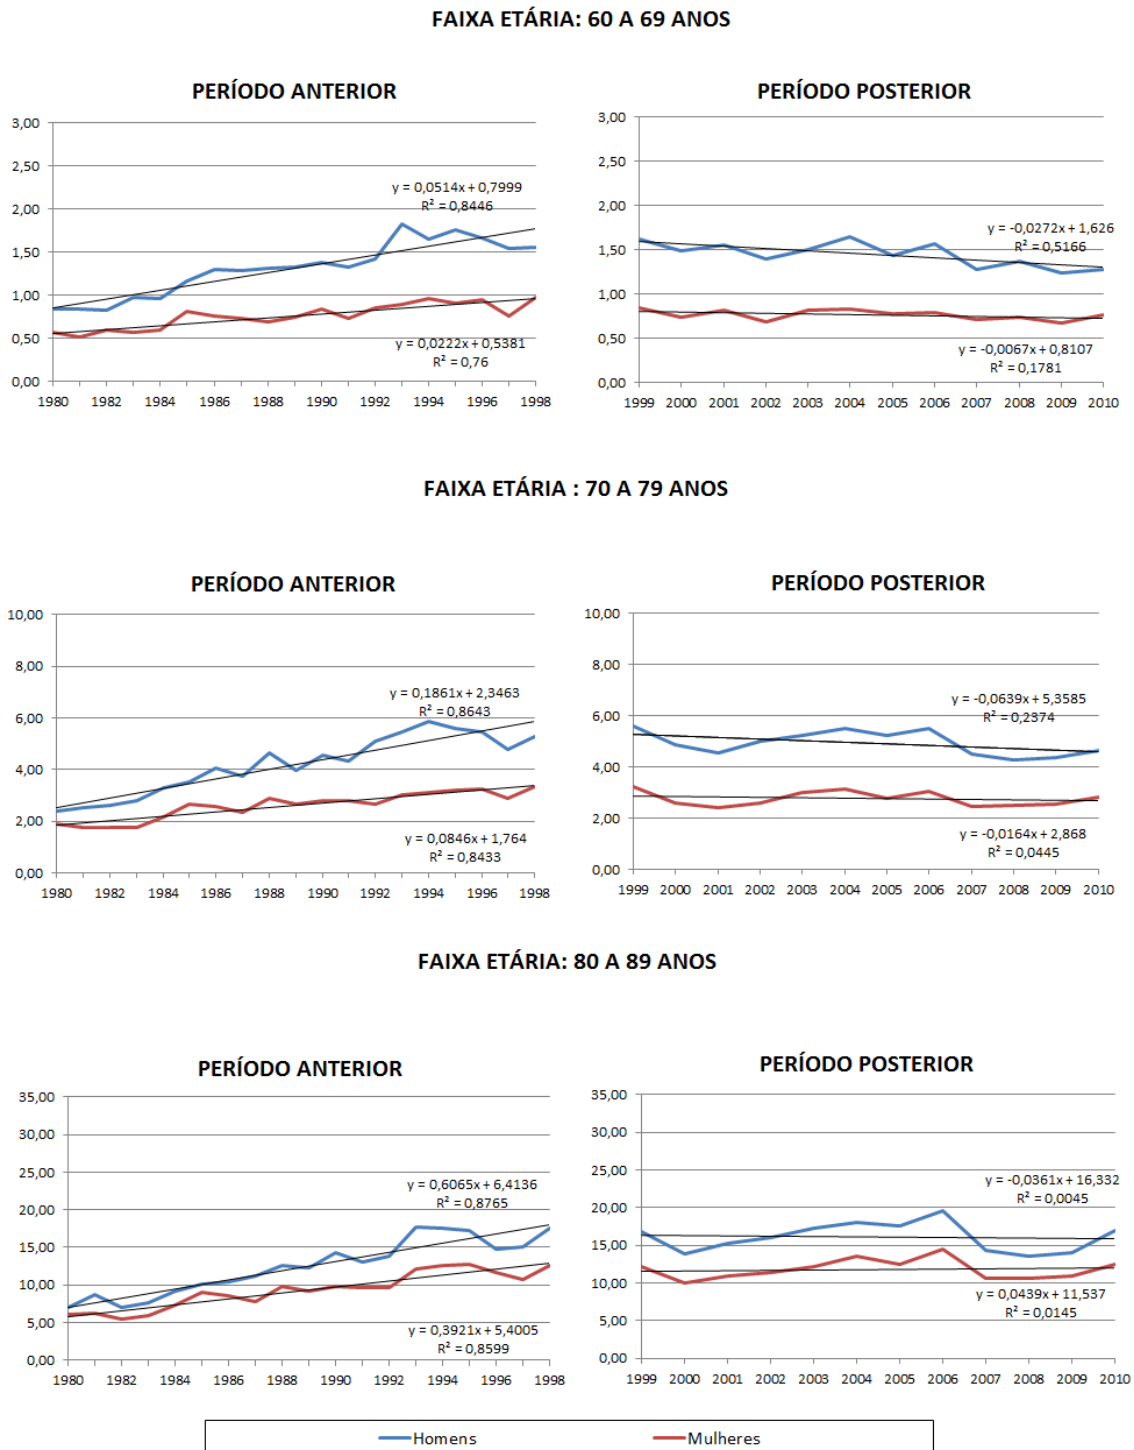 FAIXA ETÁRIA: 60 A 69 ANOS
PERÍODO ANTERIOR
3,00
2,50
2,00
1,50
1,00
0,50
0,00
y = 0,0514x + 0,7999
R² = 0,8446
y = 0,0222x + 0,5381
R² = 0,76
1980 1982 1984 1986 1988 1990 1992 1994 1996 1998
PERÍODO POSTERIOR
3,00
2,50
2,00
1,50
1,00
0,50
0,00
y = -0,0272x + 1,626
R² = 0,5166
y = -0,0067x + 0,8107
R² = 0,1781
1999 2000 2001 2002 2003 2004 2005 2006 2007 2008 2009 2010
FAIXA ETÁRIA : 70 A 79 ANOS
PERÍODO ANTERIOR
10,00
8,00
6,00
4,00
2,00
0,00
y = 0,1861x + 2,3463
R² = 0,8643
y = 0,0846x + 1,764
R² = 0,8433
1980 1982 1984 1986 1988 1990 1992 1994 1996 1998
PERÍODO POSTERIOR
10,00
8,00
6,00
4,00
2,00
0,00
y = -0,0639x + 5,3585
R² = 0,2374
y = -0,0164x + 2,868
R² = 0,0445
1999 2000 2001 2002 2003 2004 2005 2006 2007 2008 2009 2010
FAIXA ETÁRIA: 80 A 89 ANOS
PERÍODO ANTERIOR
35,00
30,00
25,00
20,00
15,00
10,00
5,00
0,00
y = 0,6065x + 6,4136
R² = 0,8765
y = 0,3921x + 5,4005
R² = 0,8599
1980 1982 1984 1986 1988 1990 1992 1994 1996 1998
PERÍODO POSTERIOR
35,00
30,00
25,00
20,00
15,00
10,00
5,00
0,00
y = -0,0361x + 16,332
R² = 0,0045
y = 0,0439x + 11,537
R² = 0,0145
1999 2000 2001 2002 2003 2004 2005 2006 2007 2008 2009 2010
Homens Mulheres